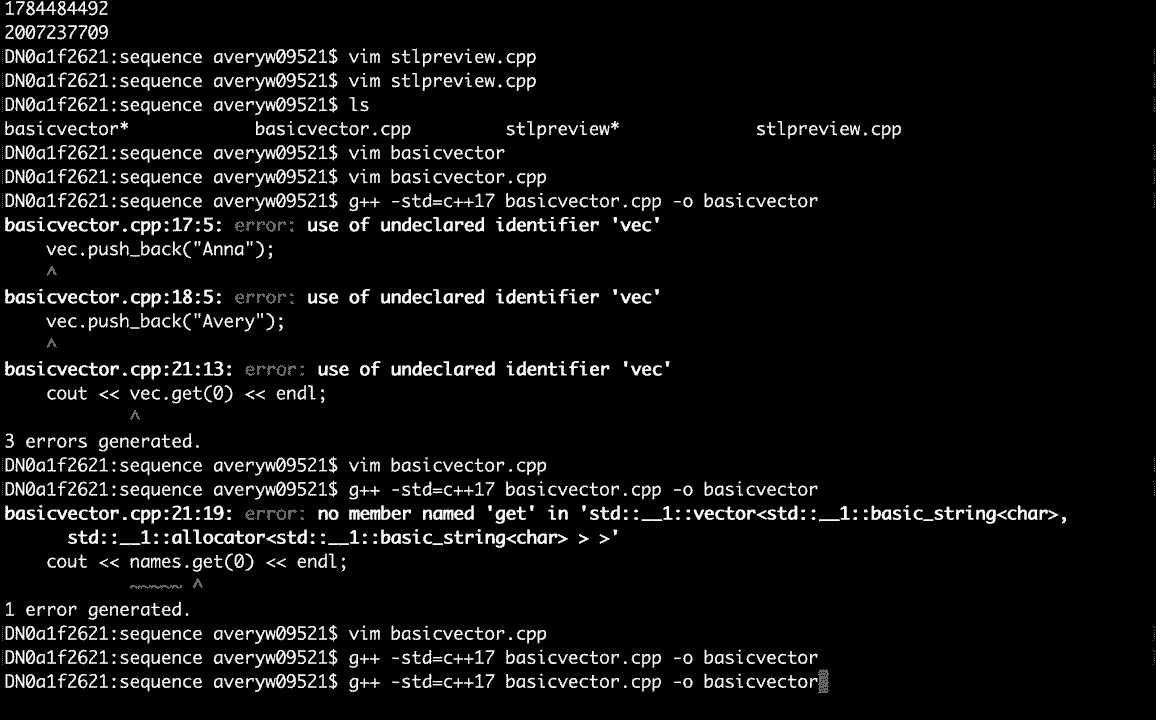 1784484492
2007237709
DN0a1f2621:sequence averyw09521$ vim stlpreview.cpp
DN0a1f2621:sequence averyw09521$ vim stlpreview.cpp
DN0a1f2621:sequence averyw09521$ ls
basicvector* basicvector.cpp stlpreview* stlpreview.cpp
DN0a1f2621:sequence averyw09521$ vim basicvector
DN0a1f2621:sequence averyw09521$ vim basicvector.cpp
DN0a1f2621:sequence averyw09521$ g++ -std=c++17 basicvector.cpp -o basicvector
basicvector.cpp:17:5: error: use of undeclared identifier 'vec'
    vec.push_back("Anna");
    ^
basicvector.cpp:18:5: error: use of undeclared identifier 'vec'
    vec.push_back("Avery");
    ^
basicvector.cpp:21:13: error: use of undeclared identifier 'vec'
    cout << vec.get(0) << endl;
            ^
3 errors generated.
DN0a1f2621:sequence averyw09521$ vim basicvector.cpp
DN0a1f2621:sequence averyw09521$ g++ -std=c++17 basicvector.cpp -o basicvector
basicvector.cpp:21:19: error: no member named 'get' in 'std::__1::vector<std::__1::basic_string<char>,
      std::__1::allocator<std::__1::basic_string<char> > >'
    cout << names.get(0) << endl;
            ~~~~~ ^
1 error generated.
DN0a1f2621:sequence averyw09521$ vim basicvector.cpp
DN0a1f2621:sequence averyw09521$ g++ -std=c++17 basicvector.cpp -o basicvector
DN0a1f2621:sequence averyw09521$ g++ -std=c++17 basicvector.cpp -o basicvector